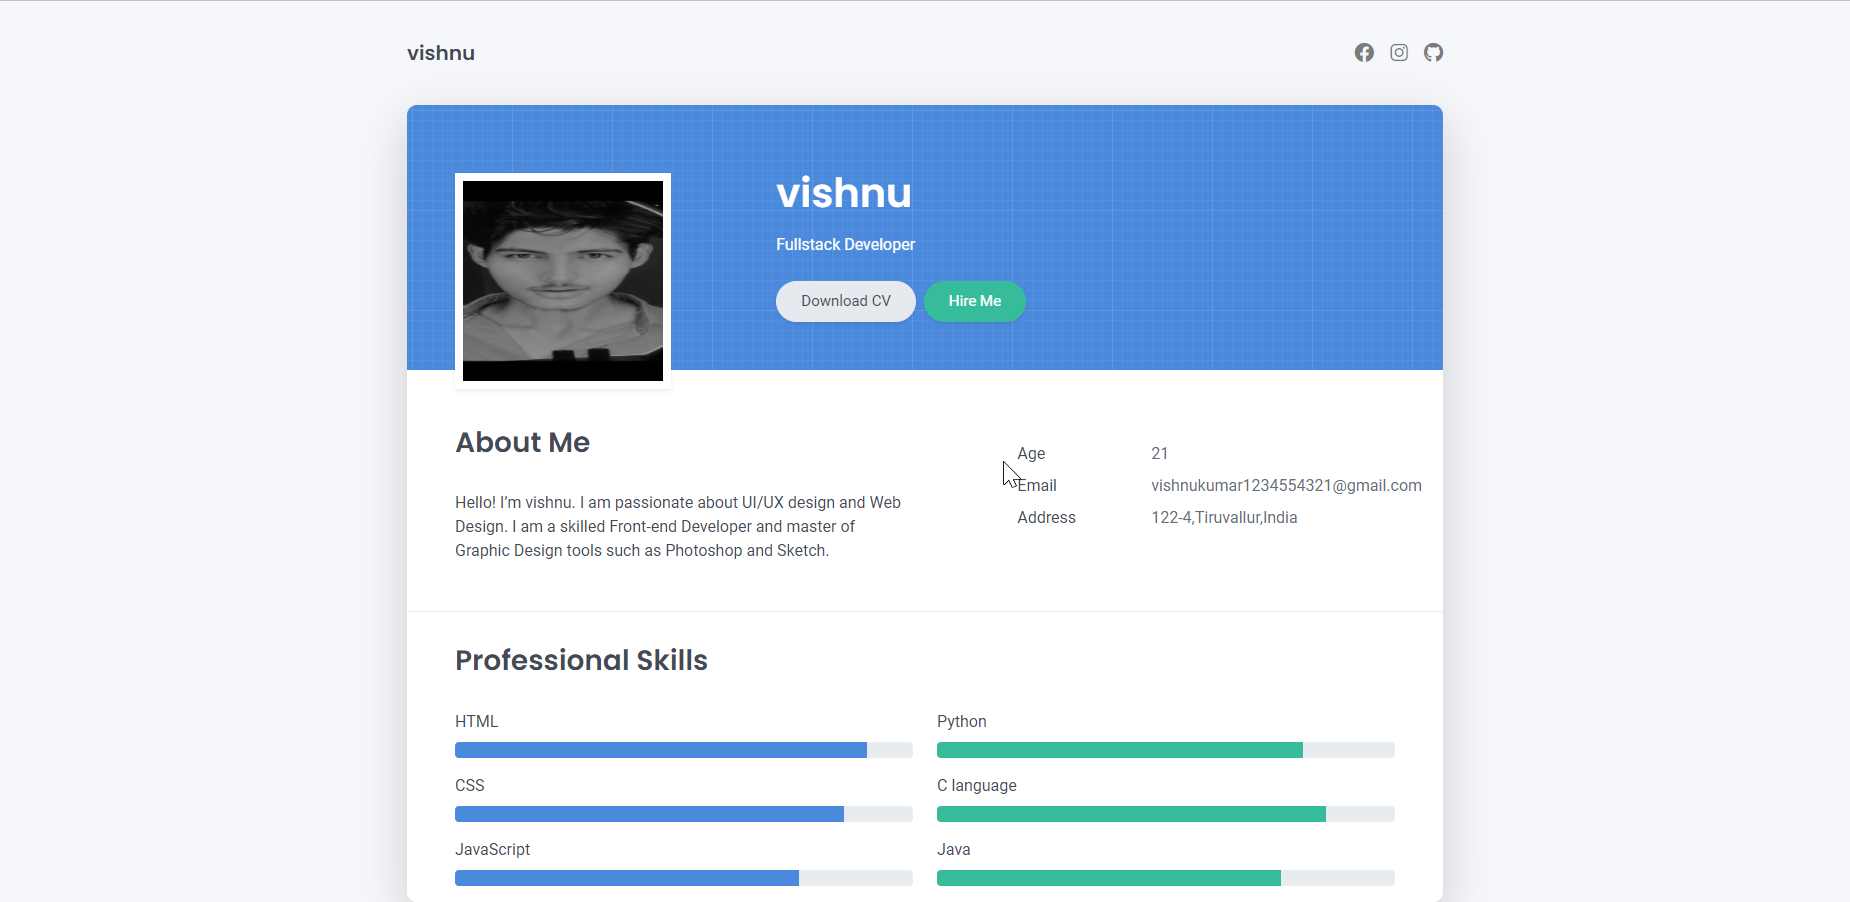 vishnu
vishnu
Fullstack Developer
Download CV
Hire Me
About Me
Hello! I’m vishnu. I am passionate about UI/UX design and Web
Design. I am a skilled Front-end Developer and master of
Graphic Design tools such as Photoshop and Sketch.
Age 21
Email vishnukumar1234554321@gmail.com
Address 122-4,Tiruvallur,India
Professional Skills
HTML
Python
CSS
C language
JavaScript
Java